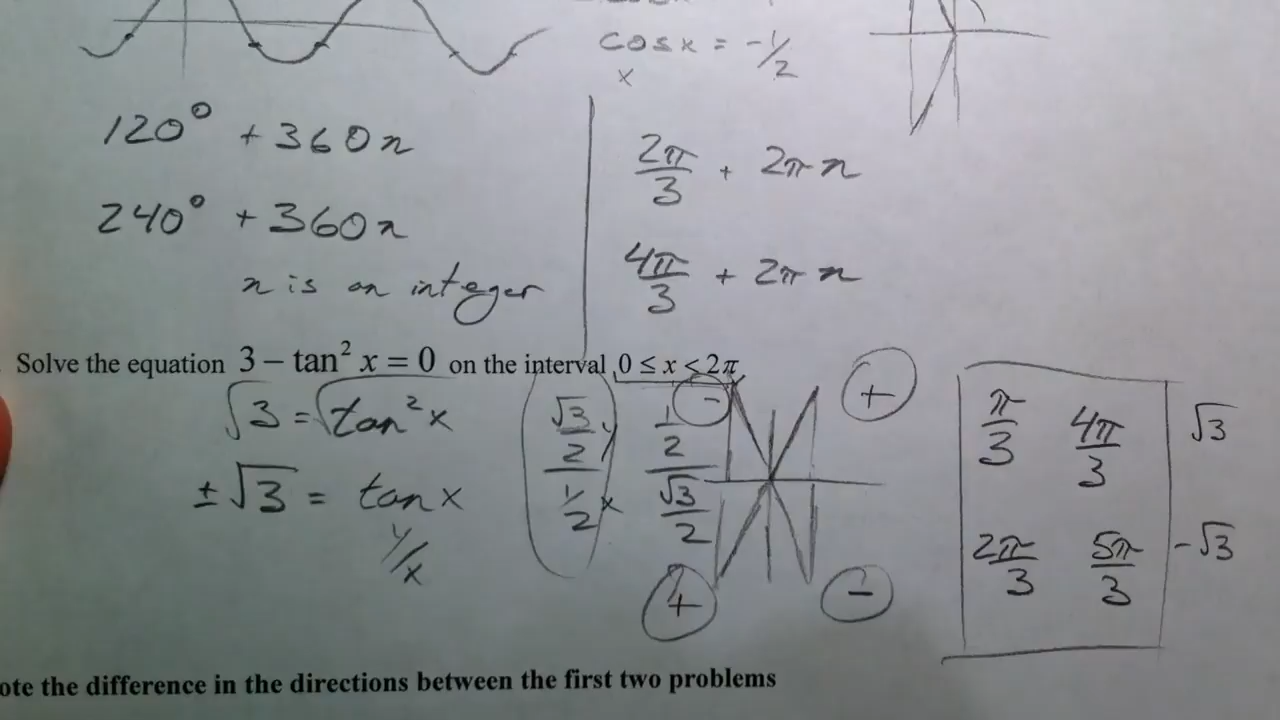 cos x = -1/2
x
120° + 360n
240° + 360n
n is an integer
2π/3 + 2πn
4π/3 + 2πn
Solve the equation 3 − tan² x = 0 on the interval 0 ≤ x < 2π
√3 = √tan²x
±√3 = tan x
y/x
√3/2 y
1/2 x
1/2
√3/2
-
+
+
-
π/3 4π/3 √3
2π/3 5π/3 -√3
ote the difference in the directions between the first two problems